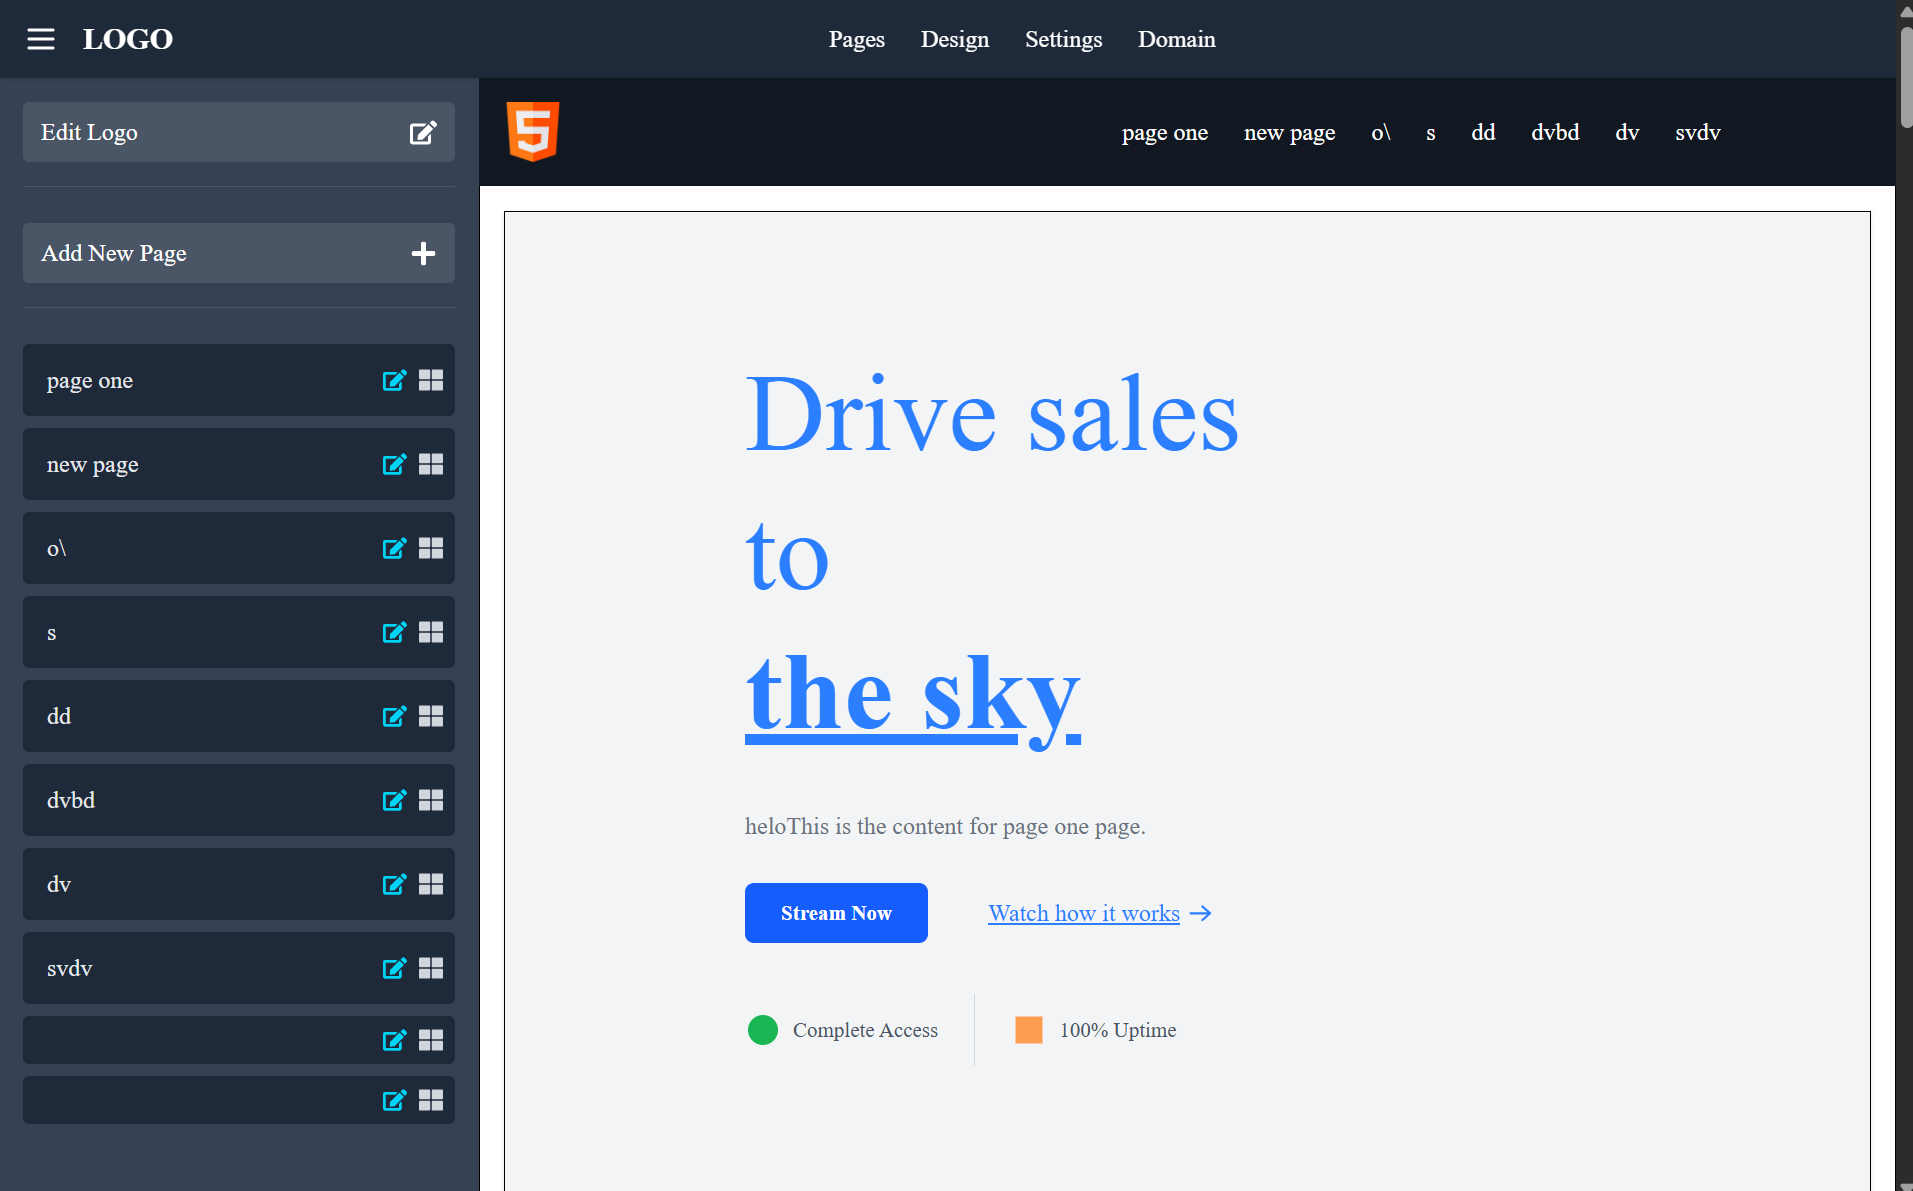 LOGO
Pages Design Settings Domain
Edit Logo
Add New Page
page one
new page
o\
s
dd
dvbd
dv
svdv
5
page one new page o\ s dd dvbd dv svdv
Drive sales
to
the sky
heloThis is the content for page one page.
Stream Now
Watch how it works →
Complete Access
100% Uptime